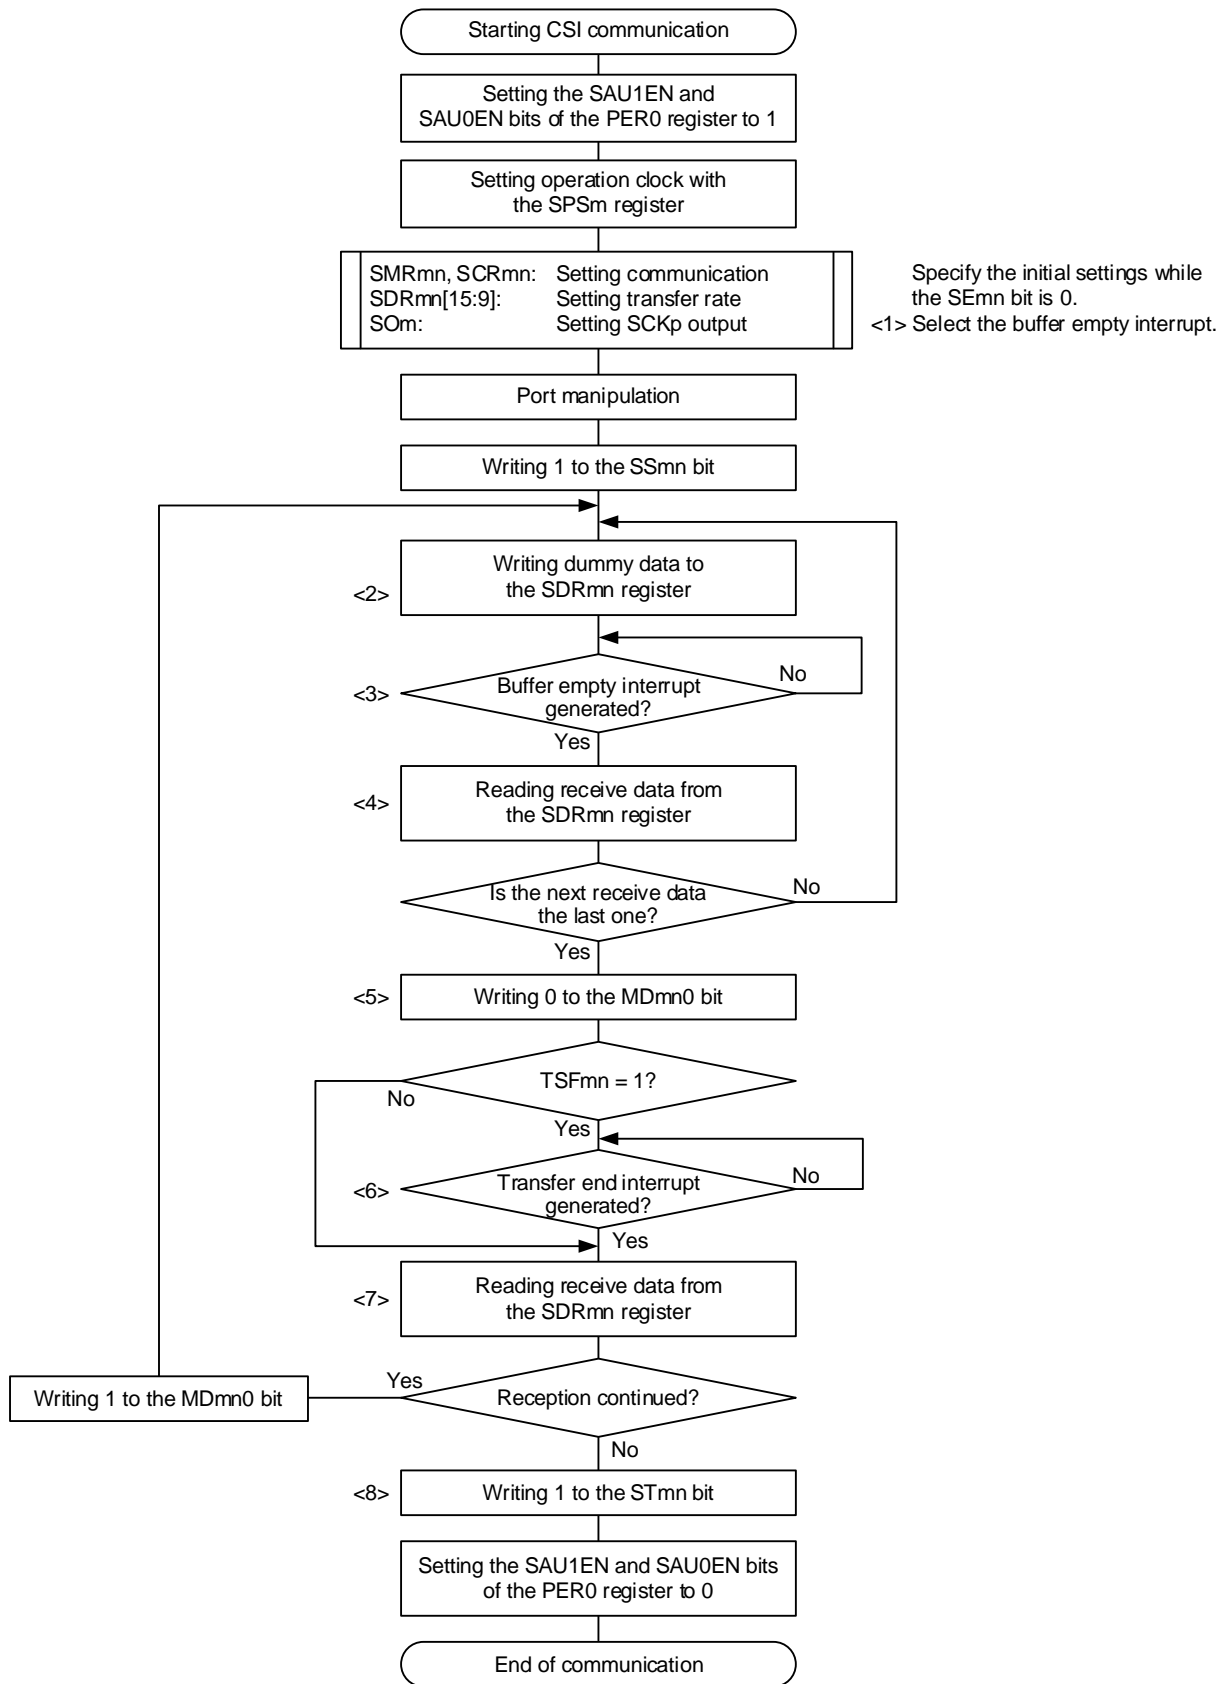 Starting CSI communication
Setting the SAU1EN and
SAU0EN bits of the PER0 register to 1
Setting operation clock with
the SPSm register
SMRmn, SCRmn: Setting communication
SDRmn[15:9]: Setting transfer rate
SOm: Setting SCKp output
Specify the initial settings while
the SEmn bit is 0.
<1> Select the buffer empty interrupt.
Port manipulation
Writing 1 to the SSmn bit
Writing dummy data to
the SDRmn register
<2>
No
Buffer empty interrupt
generated?
<3>
Yes
Reading receive data from
the SDRmn register
<4>
Is the next receive data
the last one?
No
Yes
<5> Writing 0 to the MDmn0 bit
TSFmn = 1?
No
Yes
Transfer end interrupt
generated?
No
<6>
Yes
Reading receive data from
the SDRmn register
<7>
Yes
Writing 1 to the MDmn0 bit
Reception continued?
No
<8> Writing 1 to the STmn bit
Setting the SAU1EN and SAU0EN bits
of the PER0 register to 0
End of communication